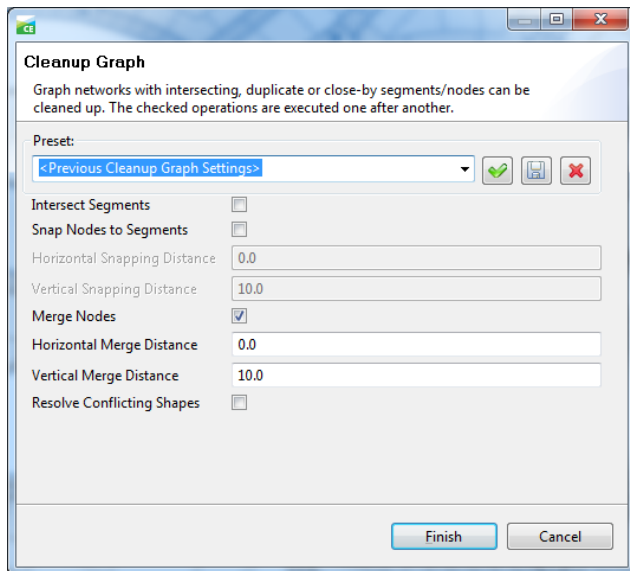 CE
Cleanup Graph
Graph networks with intersecting, duplicate or close-by segments/nodes can be
cleaned up. The checked operations are executed one after another.
Preset:
<Previous Cleanup Graph Settings>
Intersect Segments
Snap Nodes to Segments
Horizontal Snapping Distance 0.0
Vertical Snapping Distance 10.0
Merge Nodes
Horizontal Merge Distance 0.0
Vertical Merge Distance 10.0
Resolve Conflicting Shapes
Finish Cancel